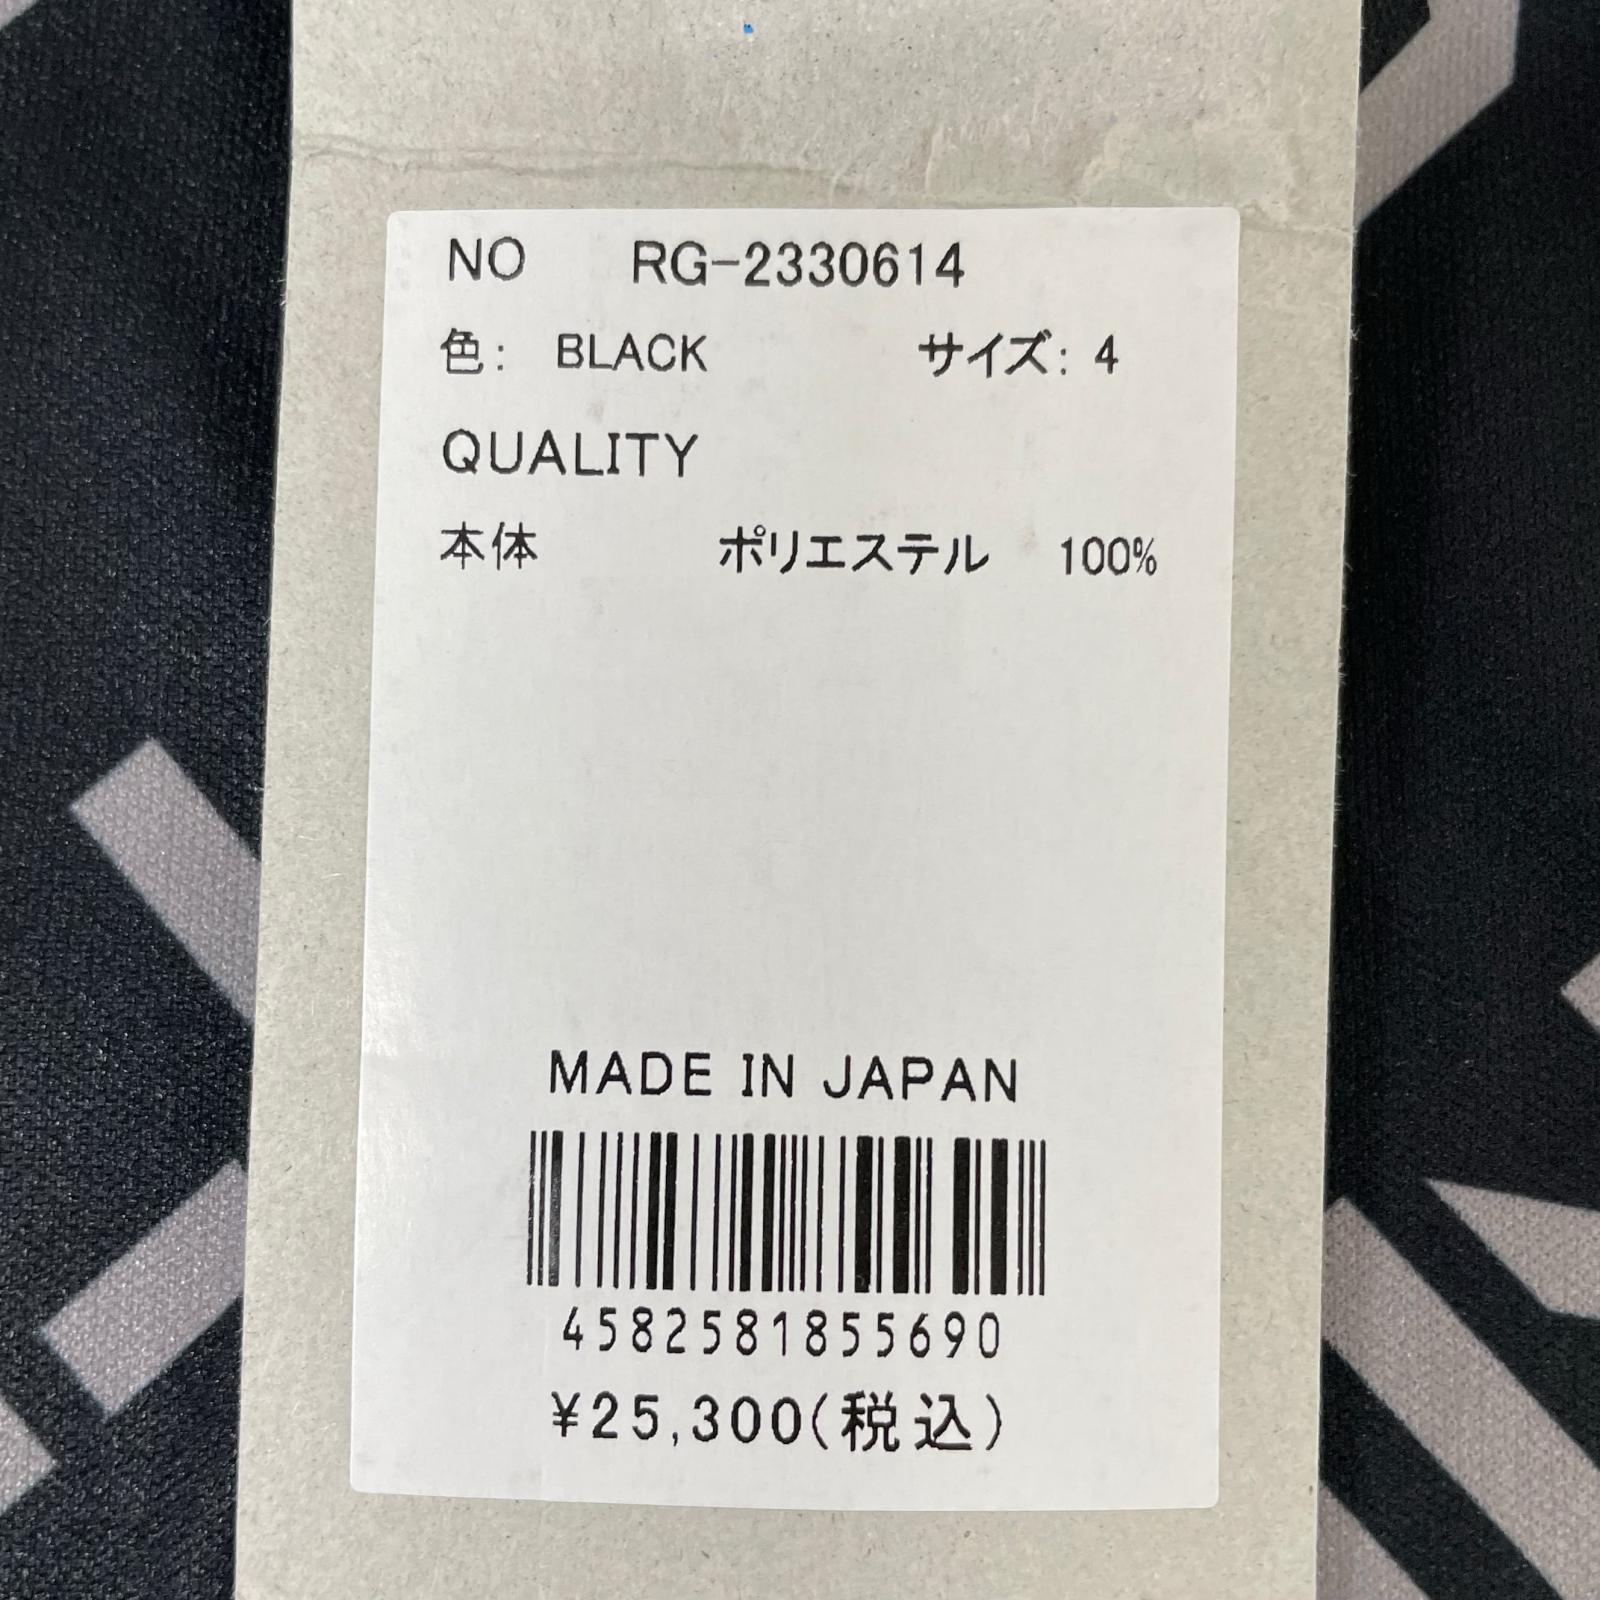 NO RG-2330614
色: BLACK サイズ: 4
QUALITY
本体 ポリエステル 100%
MADE IN JAPAN
4582581855690
¥25,300(税込)